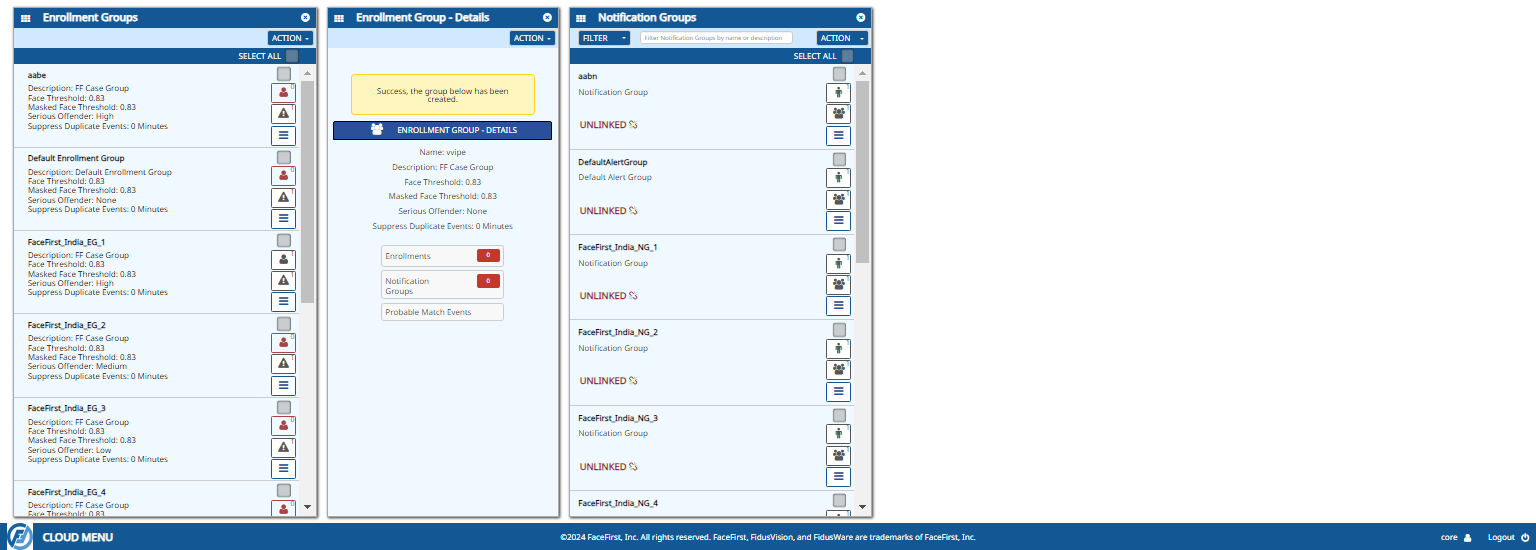 Enrollment Groups
ACTION
SELECT ALL
aabe
Description: FF Case Group
Face Threshold: 0.83
Masked Face Threshold: 0.83
Serious Offender: High
Suppress Duplicate Events: 0 Minutes
Default Enrollment Group
Description: Default Enrollment Group
Face Threshold: 0.83
Masked Face Threshold: 0.83
Serious Offender: None
Suppress Duplicate Events: 0 Minutes
FaceFirst_India_EG_1
Description: FF Case Group
Face Threshold: 0.83
Masked Face Threshold: 0.83
Serious Offender: High
Suppress Duplicate Events: 0 Minutes
FaceFirst_India_EG_2
Description: FF Case Group
Face Threshold: 0.83
Masked Face Threshold: 0.83
Serious Offender: Medium
Suppress Duplicate Events: 0 Minutes
FaceFirst_India_EG_3
Description: FF Case Group
Face Threshold: 0.83
Masked Face Threshold: 0.83
Serious Offender: Low
Suppress Duplicate Events: 0 Minutes
FaceFirst_India_EG_4
Description: FF Case Group
Face Threshold: 0.83
Enrollment Group - Details
ACTION
Success, the group below has been
created.
ENROLLMENT GROUP - DETAILS
Name: vvipe
Description: FF Case Group
Face Threshold: 0.83
Masked Face Threshold: 0.83
Serious Offender: None
Suppress Duplicate Events: 0 Minutes
Enrollments 0
Notification
Groups 0
Probable Match Events
Notification Groups
FILTER Filter Notification Groups by name or description ACTION
SELECT ALL
aabn
Notification Group
UNLINKED
DefaultAlertGroup
Default Alert Group
UNLINKED
FaceFirst_India_NG_1
Notification Group
UNLINKED
FaceFirst_India_NG_2
Notification Group
UNLINKED
FaceFirst_India_NG_3
Notification Group
UNLINKED
FaceFirst_India_NG_4
CLOUD MENU ©2024 FaceFirst, Inc. All rights reserved. FaceFirst, FidusVision, and FidusWare are trademarks of FaceFirst, Inc. core Logout